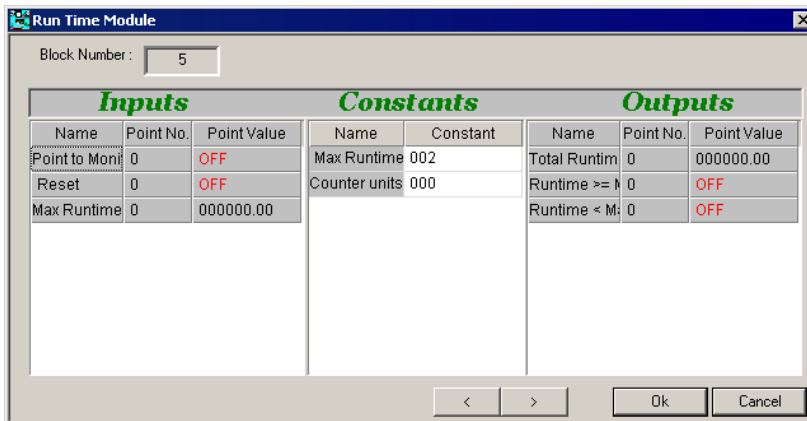 Run Time Module
Block Number : 5
Inputs Constants Outputs
Name Point No. Point Value Name Constant Name Point No. Point Value
Point to Moni 0 OFF Max Runtime 002 Total Runtim 0 000000.00
Reset 0 OFF Counter units 000 Runtime >= M 0 OFF
Max Runtime 0 000000.00 Runtime < Ma 0 OFF
< > Ok Cancel